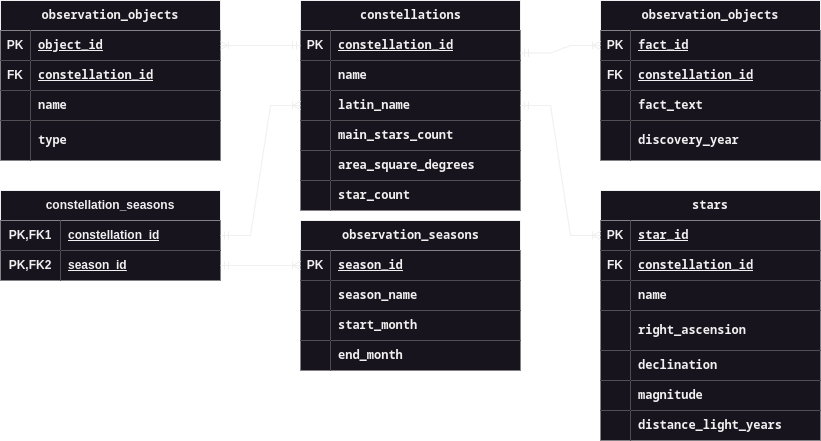 observation_objects
PK object_id
FK constellation_id
name
type
constellations
PK constellation_id
name
latin_name
main_stars_count
area_square_degrees
star_count
observation_objects
PK fact_id
FK constellation_id
fact_text
discovery_year
constellation_seasons
PK,FK1 constellation_id
PK,FK2 season_id
observation_seasons
PK season_id
season_name
start_month
end_month
stars
PK star_id
FK constellation_id
name
right_ascension
declination
magnitude
distance_light_years